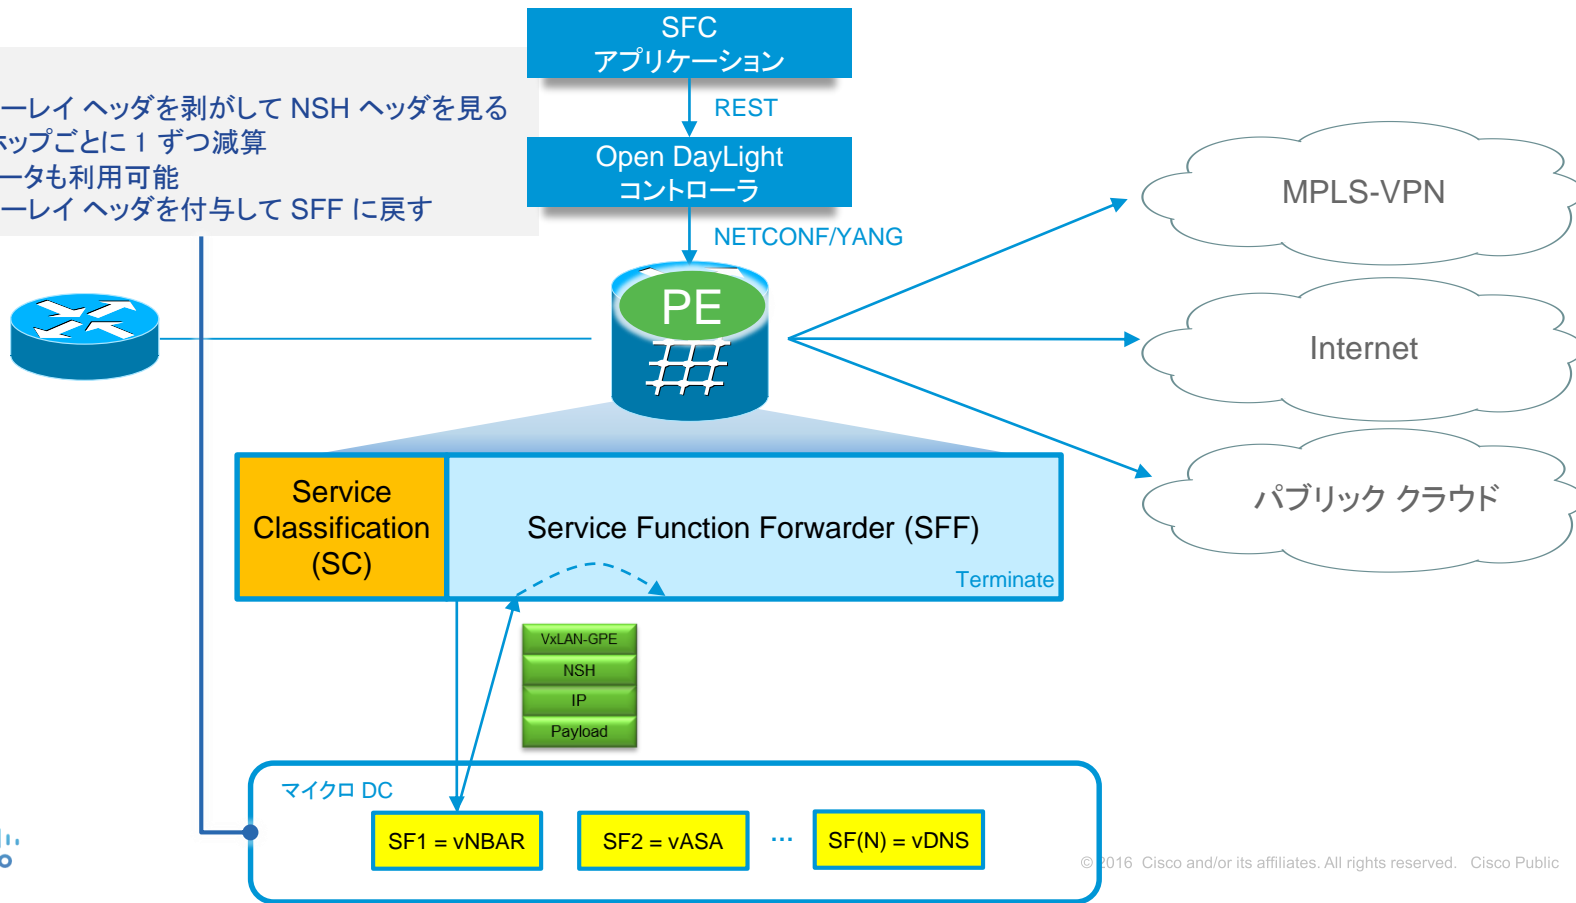 SFC
アプリケーション
ーレイ ヘッダを剥がして NSH ヘッダを見る
ホップごとに 1 ずつ減算
ータも利用可能
ーレイ ヘッダを付与して SFF に戻す
REST
Open DayLight
コントローラ
NETCONF/YANG
PE
MPLS-VPN
Internet
パブリック クラウド
Service
Classification
(SC)
Service Function Forwarder (SFF)
Terminate
VxLAN-GPE
NSH
IP
Payload
マイクロ DC
SF1 = vNBAR
SF2 = vASA
...
SF(N) = vDNS
© 2016 Cisco and/or its affiliates. All rights reserved. Cisco Public